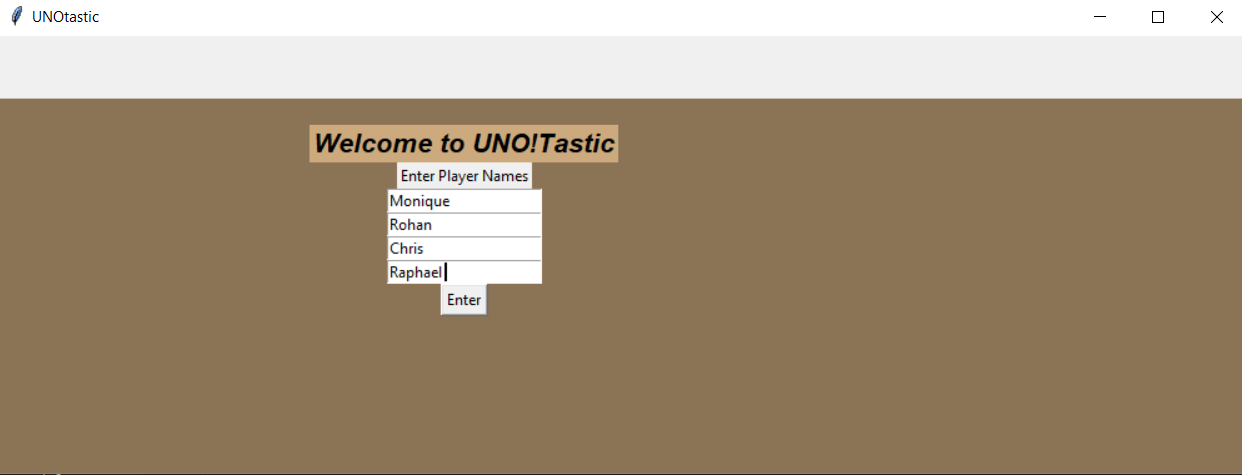 UNOtastic
Welcome to UNO!Tastic
Enter Player Names
Monique
Rohan
Chris
Raphael
Enter